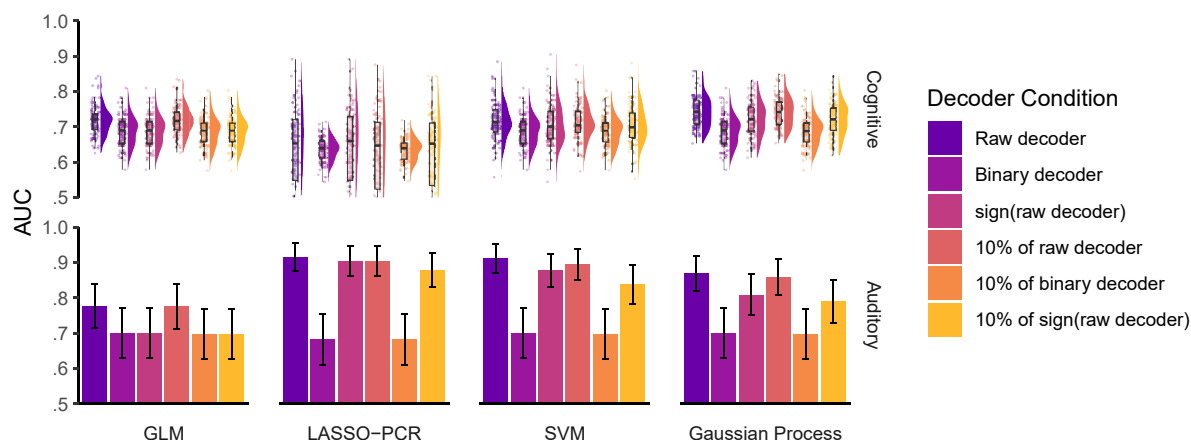 1.0
.9
.8
.7
.6
.5
Cognitive
AUC
1.0
.9
.8
.7
.6
.5
Auditory
GLM
LASSO−PCR
SVM
Gaussian Process
Decoder Condition
Raw decoder
Binary decoder
sign(raw decoder)
10% of raw decoder
10% of binary decoder
10% of sign(raw decoder)